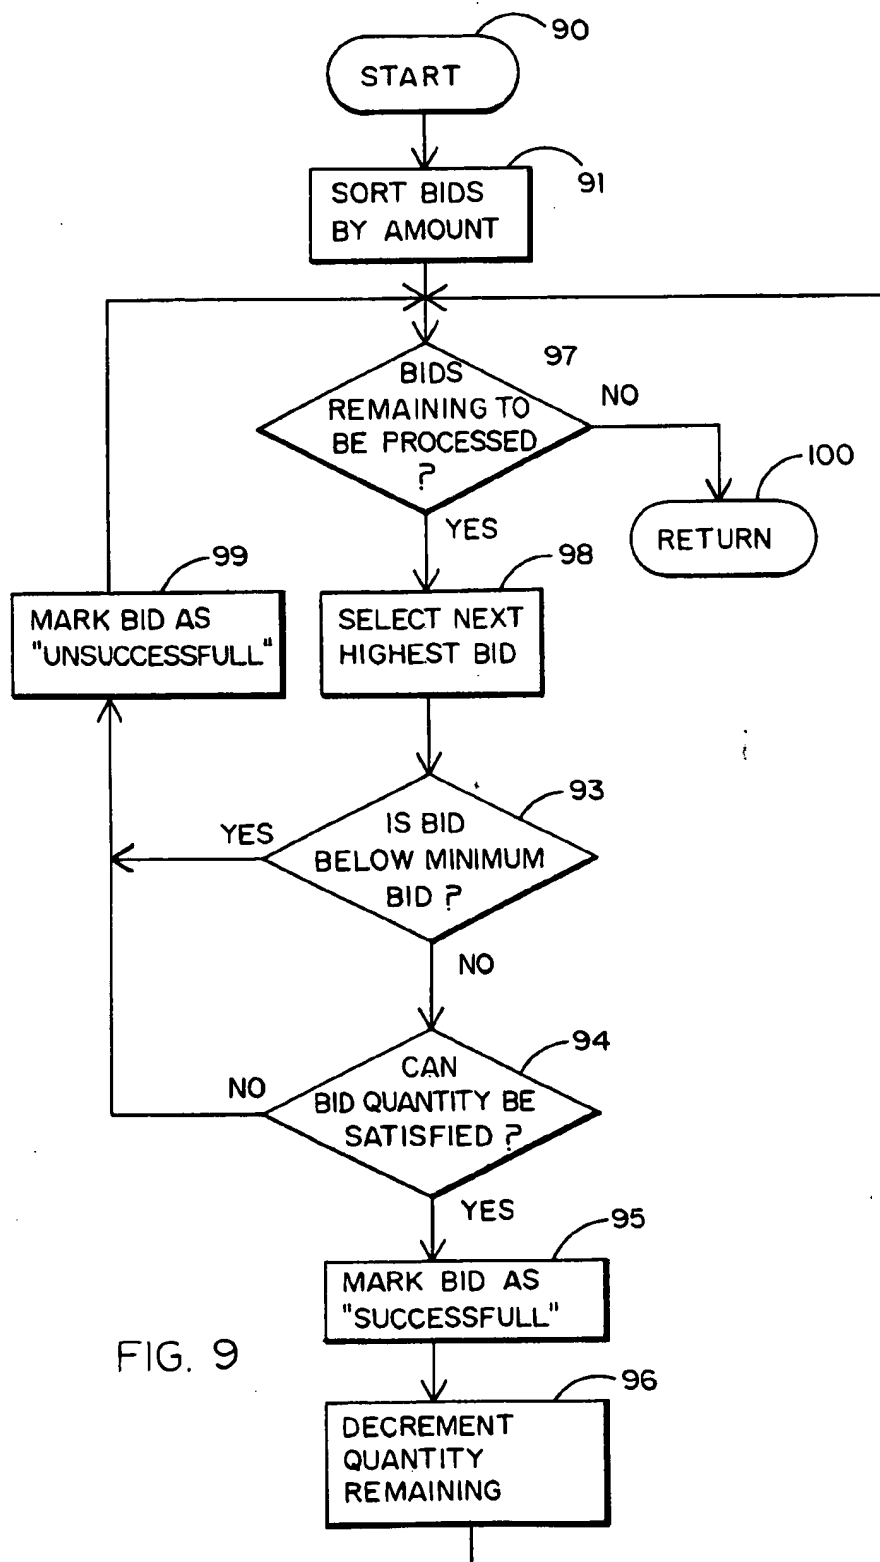 90
START
91
SORT BIDS
BY AMOUNT
97
BIDS
REMAINING TO
BE PROCESSED
?
NO
100
RETURN
YES
99
MARK BID AS
"UNSUCCESSFULL"
98
SELECT NEXT
HIGHEST BID
93
YES
IS BID
BELOW MINIMUM
BID ?
NO
94
NO
CAN
BID QUANTITY BE
SATISFIED ?
YES
95
MARK BID AS
"SUCCESSFULL"
FIG. 9
96
DECREMENT
QUANTITY
REMAINING